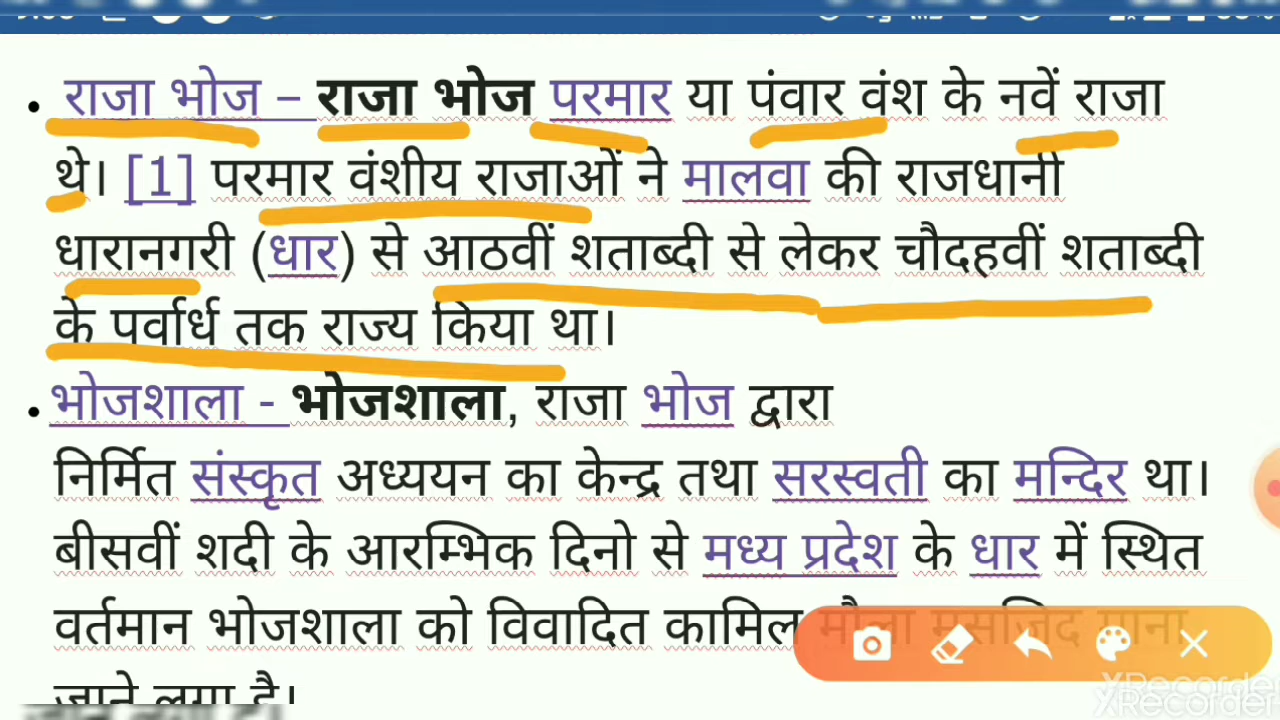 • राजा भोज – राजा भोज परमार या पंवार वंश के नवें राजा
थे। [1] परमार वंशीय राजाओं ने मालवा की राजधानी
धारानगरी (धार) से आठवीं शताब्दी से लेकर चौदहवीं शताब्दी
के पर्वार्ध तक राज्य किया था।
• भोजशाला - भोजशाला, राजा भोज द्वारा
निर्मित संस्कृत अध्ययन का केन्द्र तथा सरस्वती का मन्दिर था।
बीसवीं शदी के आरम्भिक दिनो से मध्य प्रदेश के धार में स्थित
वर्तमान भोजशाला को विवादित कामिल मौला मसजिद माना
जाने लगा है।
XRecorder